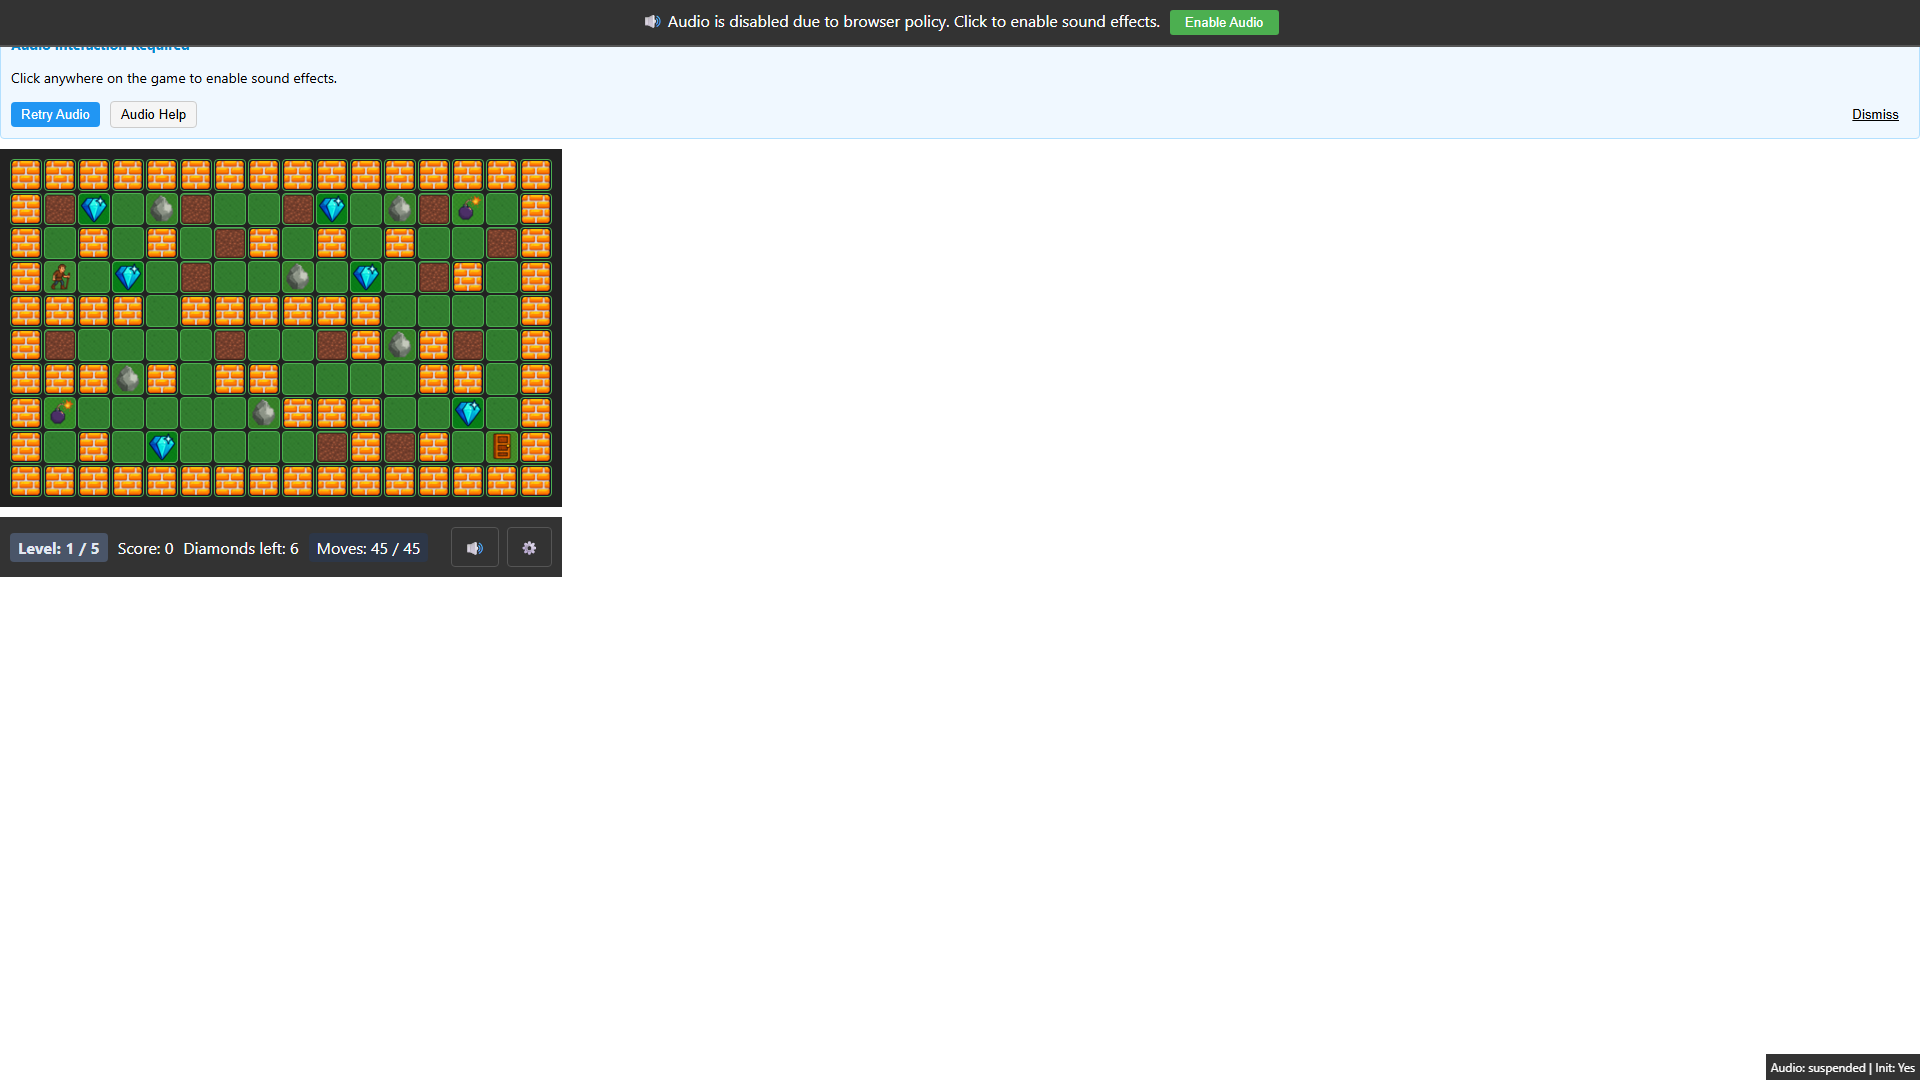 Audio is disabled due to browser policy. Click to enable sound effects.
Enable Audio
Audio Interaction Required
Click anywhere on the game to enable sound effects.
Retry Audio
Audio Help
Dismiss
Level: 1 / 5
Score: 0
Diamonds left: 6
Moves: 45 / 45
Audio: suspended | Init: Yes